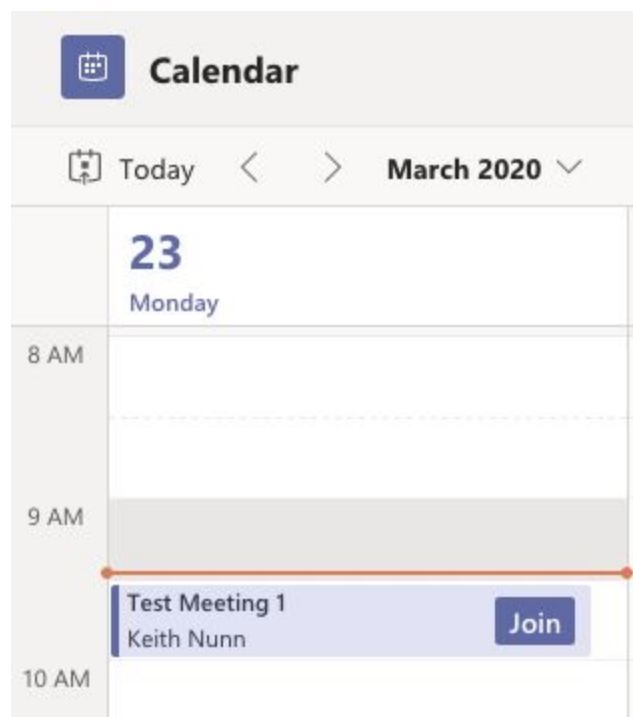 Calendar
Today
March 2020
23
Monday
8 AM
9 AM
Test Meeting 1
Keith Nunn
Join
10 AM